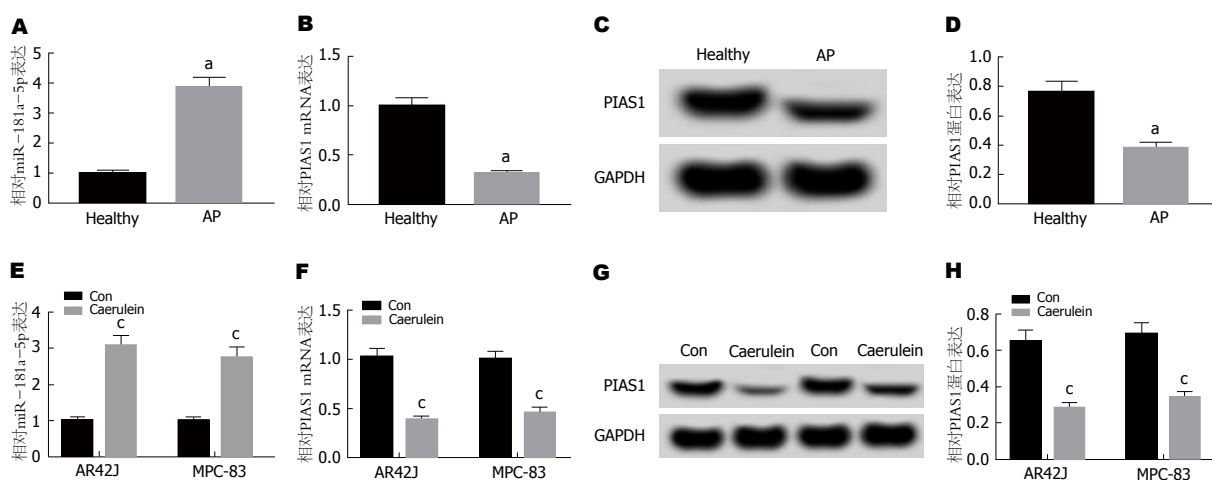 A
相对miR-181a-5p表达
5
4
3
2
1
0
a
Healthy
AP
B
相对PIAS1 mRNA表达
1.5
1.0
0.5
0.0
a
Healthy
AP
C
Healthy
AP
PIAS1
GAPDH
D
相对PIAS1蛋白表达
1.0
0.8
0.6
0.4
0.2
0.0
a
Healthy
AP
E
相对miR-181a-5p表达
4
3
2
1
0
Con
Caerulein
c
c
AR42J
MPC-83
F
相对PIAS1 mRNA表达
1.5
1.0
0.5
0.0
Con
Caerulein
c
c
AR42J
MPC-83
G
Con
Caerulein
Con
Caerulein
PIAS1
GAPDH
H
相对PIAS1蛋白表达
0.8
0.6
0.4
0.2
0.0
Con
Caerulein
c
c
AR42J
MPC-83